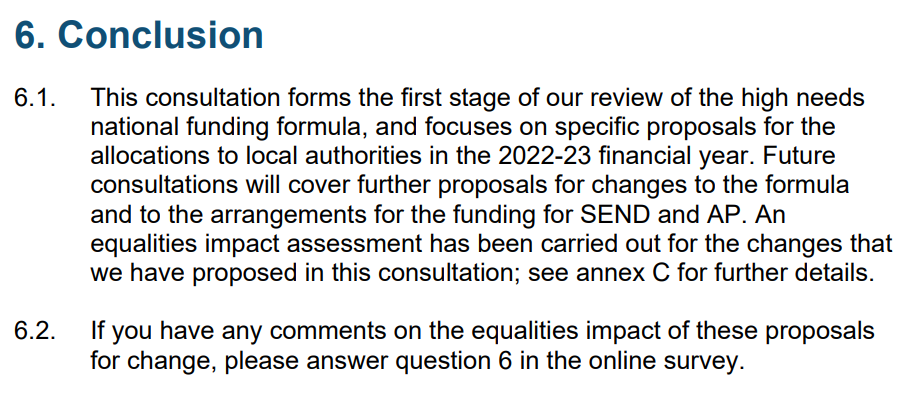 6. Conclusion
6.1. This consultation forms the first stage of our review of the high needs
national funding formula, and focuses on specific proposals for the
allocations to local authorities in the 2022-23 financial year. Future
consultations will cover further proposals for changes to the formula
and to the arrangements for the funding for SEND and AP. An
equalities impact assessment has been carried out for the changes that
we have proposed in this consultation; see annex C for further details.
6.2. If you have any comments on the equalities impact of these proposals
for change, please answer question 6 in the online survey.